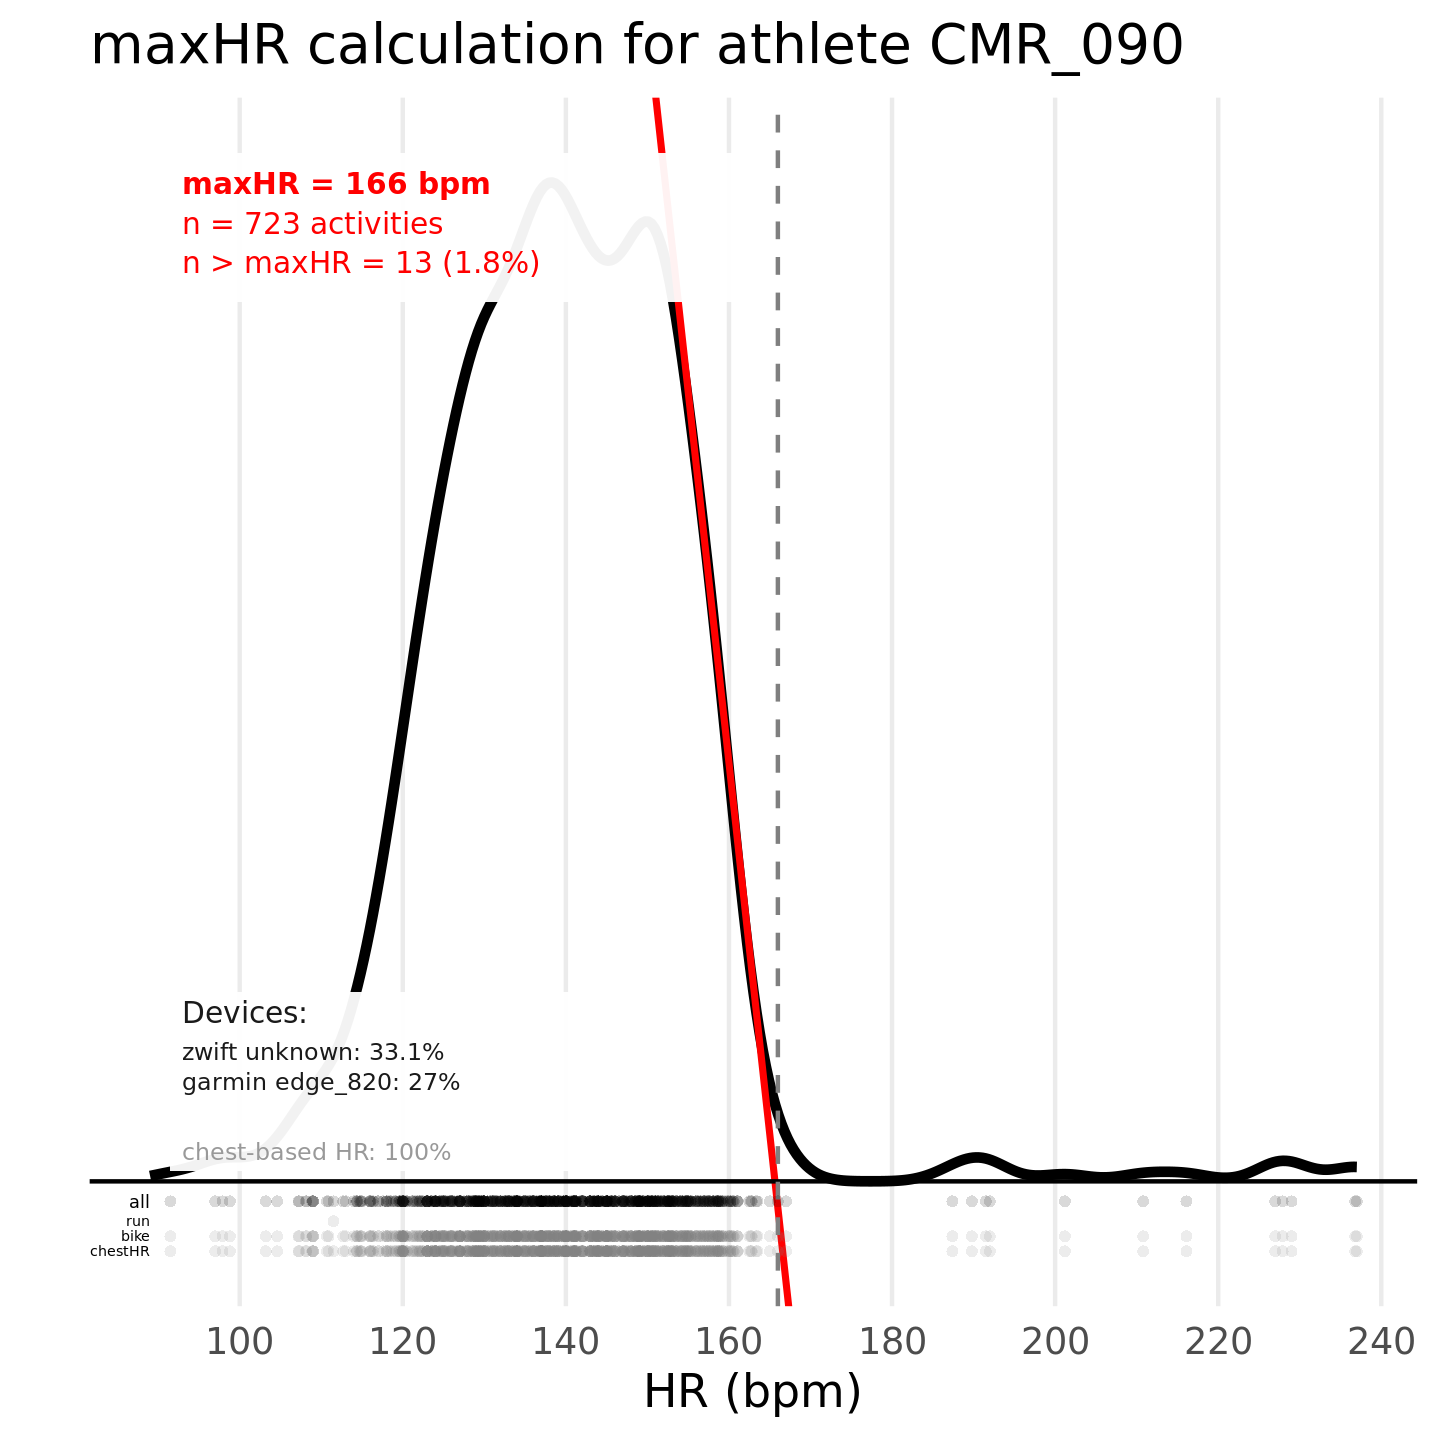 maxHR calculation for athlete CMR_090
maxHR = 166 bpm
n = 723 activities
n > maxHR = 13 (1.8%)
Devices:
zwift unknown: 33.1%
garmin edge_820: 27%
chest-based HR: 100%
all
run
bike
chestHR
100 120 140 160 180 200 220 240
HR (bpm)